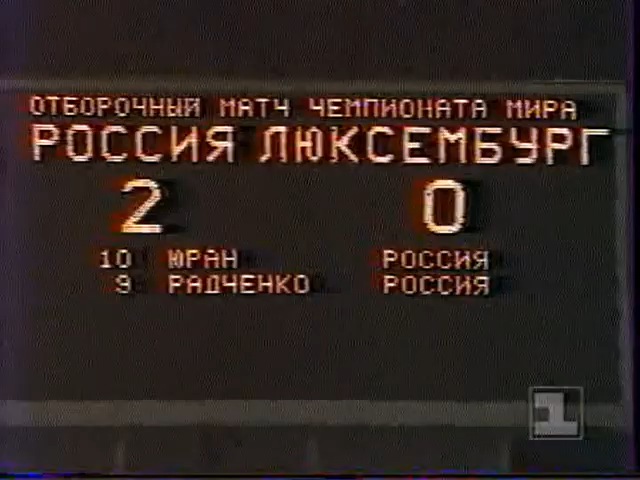 ОТБОРОЧНЫЙ МАТЧ ЧЕМПИОНАТА МИРА
РОССИЯ ЛЮКСЕМБУРГ
2 0
10 ЮРАН РОССИЯ
9 РАДЧЕНКО РОССИЯ
1